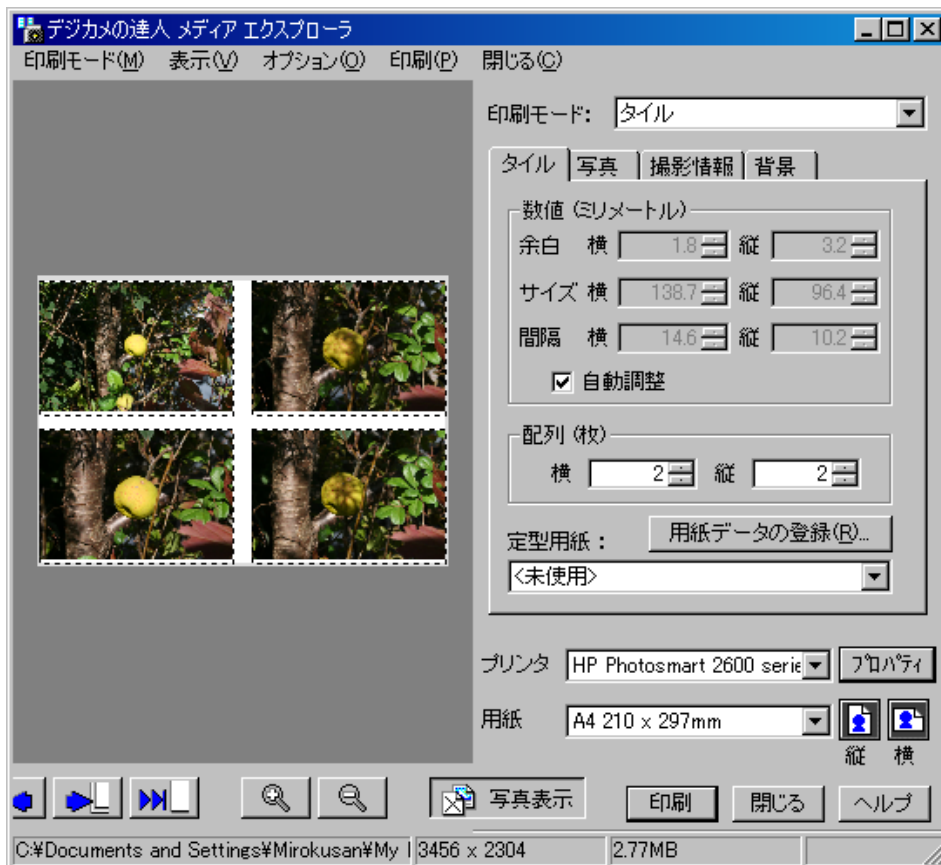 デジカメの達人 メディア エクスプローラ
印刷モード(M) 表示(V) オプション(O) 印刷(P) 閉じる(C)
印刷モード: タイル
タイル 写真 撮影情報 背景
数値 (ミリメートル)
余白 横 1.8 縦 3.2
サイズ 横 138.7 縦 96.4
間隔 横 14.6 縦 10.2
自動調整
配列 (枚)
横 2 縦 2
定型用紙: 用紙データの登録(R)...
<未使用>
プリンタ HP Photosmart 2600 serie プロパティ
用紙 A4 210 x 297mm
縦 横
写真表示 印刷 閉じる ヘルプ
C:¥Documents and Settings¥Mirokusan¥My 3456 x 2304 2.77MB